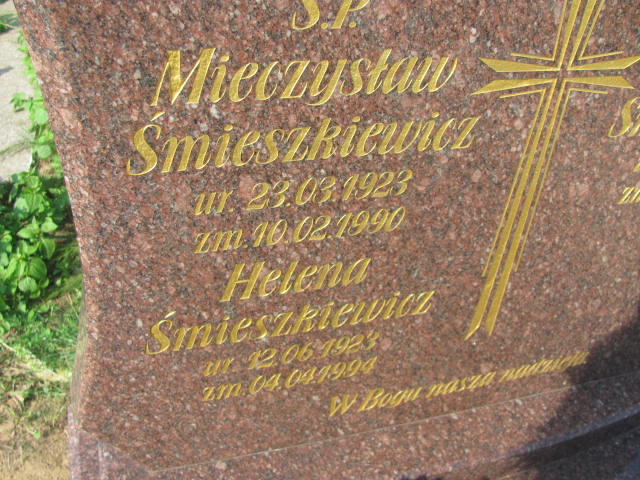 Ś.P.
Mieczysław
Śmieszkiewicz
ur. 23.03.1923
zm. 10.02.1990
Helena
Śmieszkiewicz
ur 12.06.1923
zm. 04.04.1994
W Bogu nasza nadzieja